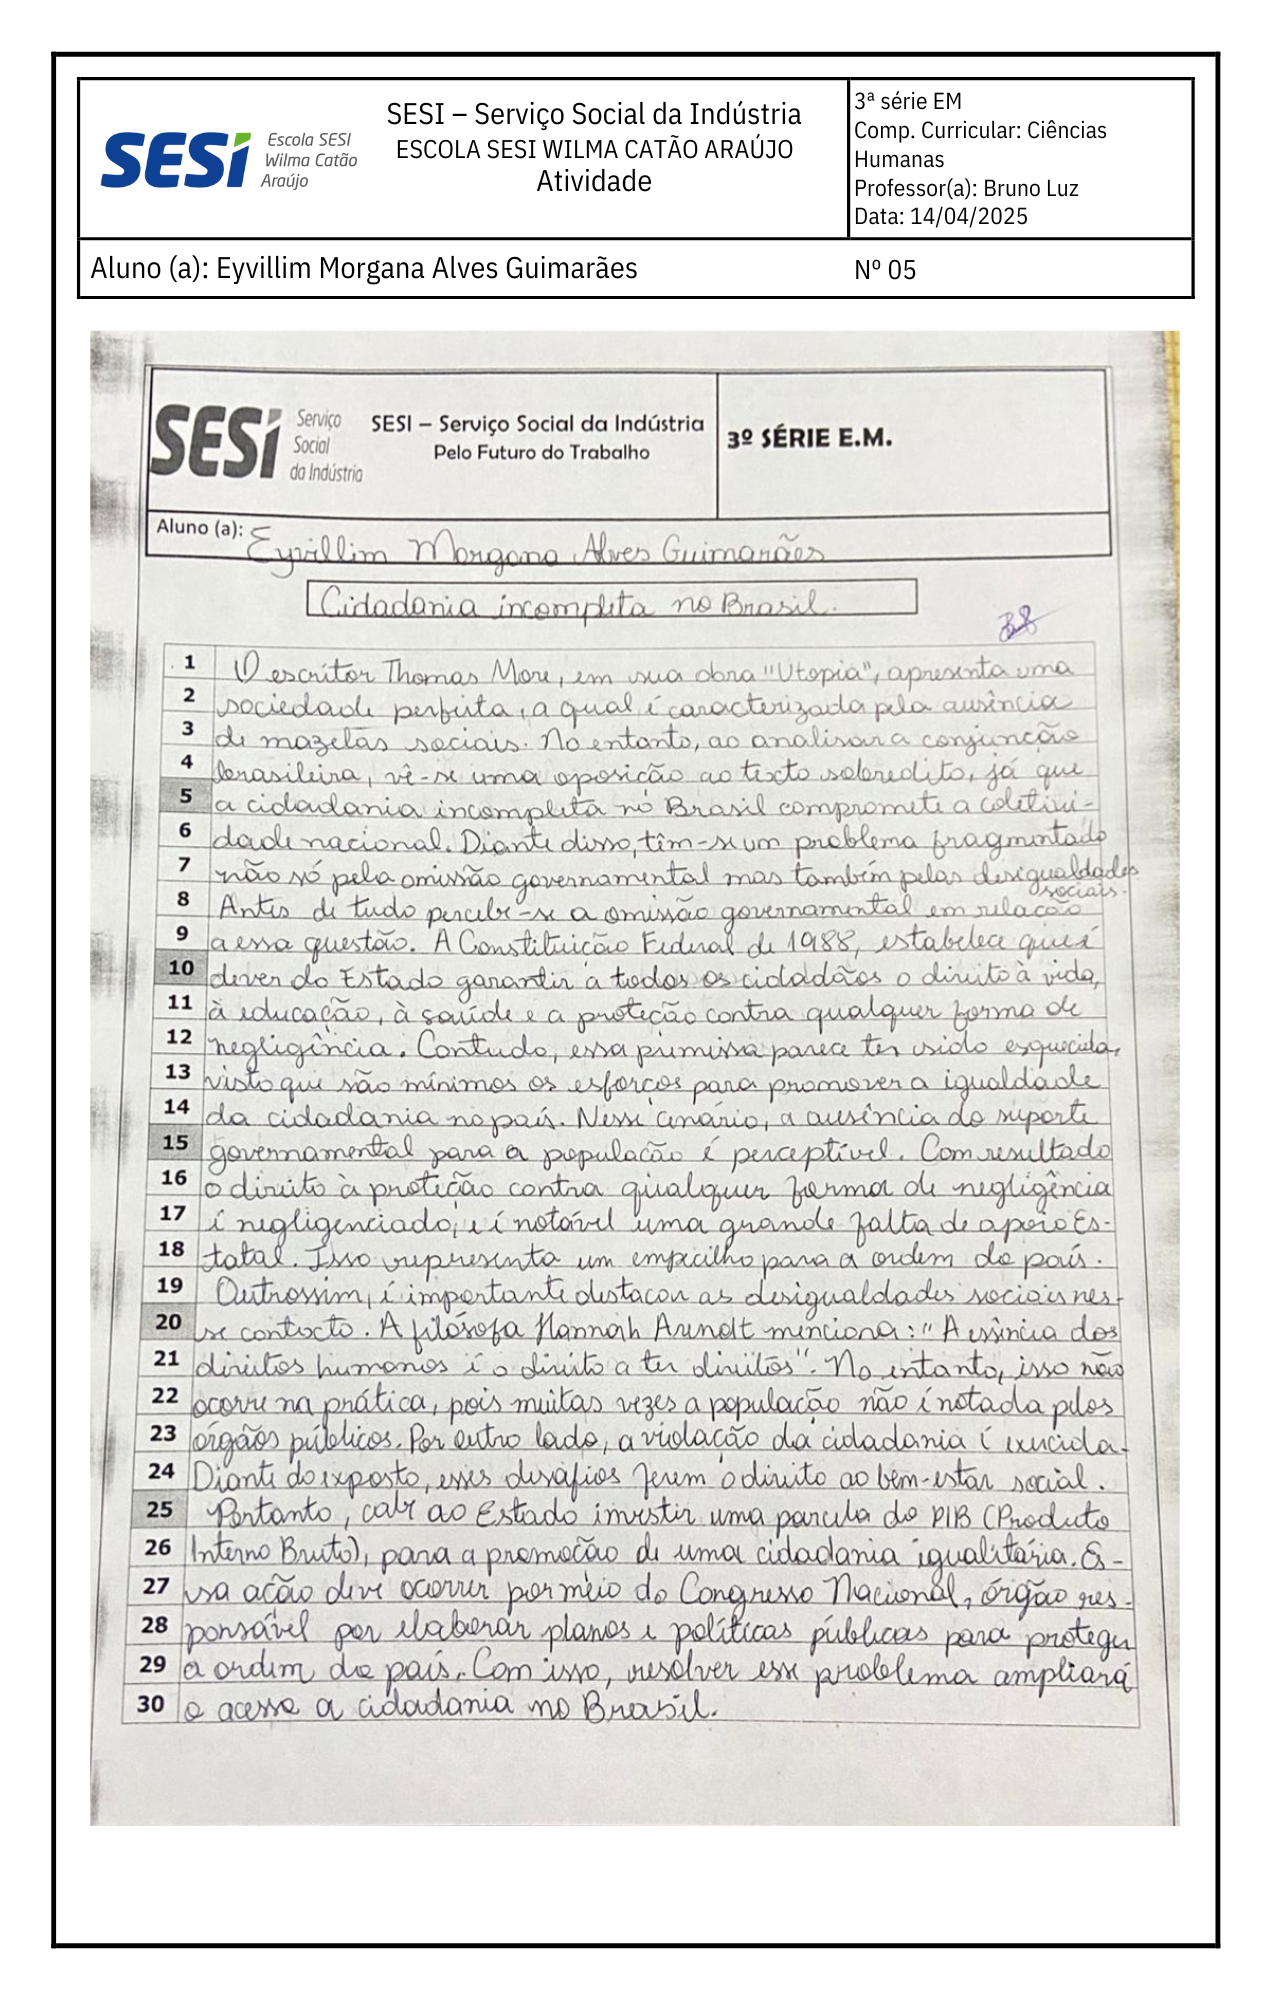 SESI – Serviço Social da Indústria
ESCOLA SESI WILMA CATÃO ARAÚJO
Atividade
SESI
Escola SESI
Wilma Catão
Araújo
3ª série EM
Comp. Curricular: Ciências
Humanas
Professor(a): Bruno Luz
Data: 14/04/2025
Aluno (a): Eyvillim Morgana Alves Guimarães
Nº 05
SESI
Serviço
Social
da Indústria
SESI – Serviço Social da Indústria
Pelo Futuro do Trabalho
3º SÉRIE E.M.
Aluno (a): Eyvillim Morgana Alves Guimarães
Cidadania incompleta no Brasil.
1 O escritor Thomas More, em sua obra "Utopia", apresenta uma
2 sociedade perfeita, a qual é caracterizada pela ausência
3 de mazelas sociais. No entanto, ao analisar a conjunção
4 brasileira, vê-se uma oposição ao texto sobredito, já que
5 a cidadania incompleta no Brasil compromete a coletivi-
6 dade nacional. Diante disso, têm-se um problema fragmentado
7 não só pela omissão governamental mas também pelas desigualdades
sociais.
8 Antes de tudo percebe-se a omissão governamental em relação
9 a essa questão. A Constituição Federal de 1988, estabelece que é
10 dever do Estado garantir a todos os cidadãos o direito à vida,
11 à educação, à saúde e a proteção contra qualquer forma de
12 negligência. Contudo, essa premissa parece ter sido esquecida,
13 visto que são mínimos os esforços para promover a igualdade
14 da cidadania no país. Nesse cenário, a ausência do suporte
15 governamental para a população é perceptível. Com resultado
16 o direito à proteção contra qualquer forma de negligência
17 é negligenciado, e é notável uma grande falta de apoio Es-
18 tatal. Isso representa um empecilho para a ordem do país.
19 Outrossim, é importante destacar as desigualdades sociais nes-
20 se contexto. A filósofa Hannah Arendt menciona: "A essência dos
21 direitos humanos é o direito a ter direitos". No entanto, isso não
22 ocorre na prática, pois muitas vezes a população não é notada pelos
23 órgãos públicos. Por outro lado, a violação da cidadania é exercida.
24 Diante do exposto, esses desafios ferem o direito ao bem-estar social.
25 Portanto, cabe ao Estado investir uma parcela do PIB (Produto
26 Interno Bruto), para a promoção de uma cidadania igualitária. Es-
27 sa ação deve ocorrer por meio do Congresso Nacional, órgão res-
28 ponsável por elaborar planos e políticas públicas para proteger
29 a ordem do país. Com isso, resolver esse problema ampliará
30 o acesso a cidadania no Brasil.